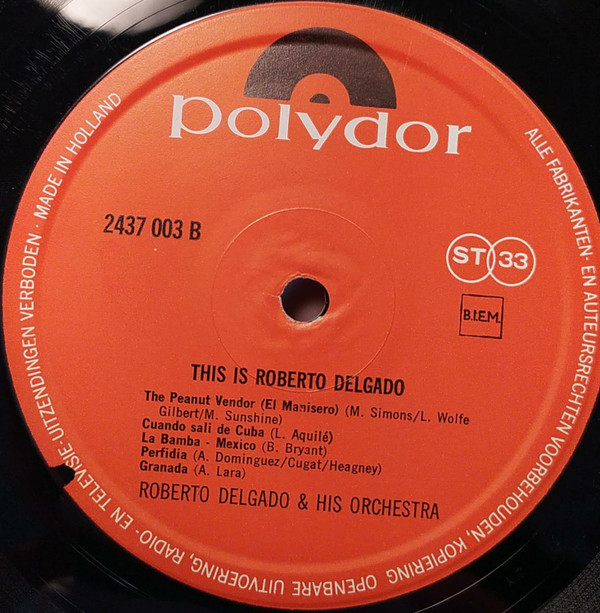 polydor
ALLE FABRIKANTEN- EN AUTEURSRECHTEN VOORBEHOUDEN, KOPIERING OPENBARE UITVOERING, RADIO- EN TELEVISIE-UITZENDINGEN VERBODEN · MADE IN HOLLAND
2437 003 B
ST 33
B.I.E.M.
THIS IS ROBERTO DELGADO
The Peanut Vendor (El Manisero) (M. Simons/L. Wolfe
Gilbert/M. Sunshine)
Cuando sali de Cuba (L. Aquilé)
La Bamba - Mexico (B. Bryant)
Perfidia (A. Dominguez/Cugat/Heagney)
Granada (A. Lara)
ROBERTO DELGADO & HIS ORCHESTRA